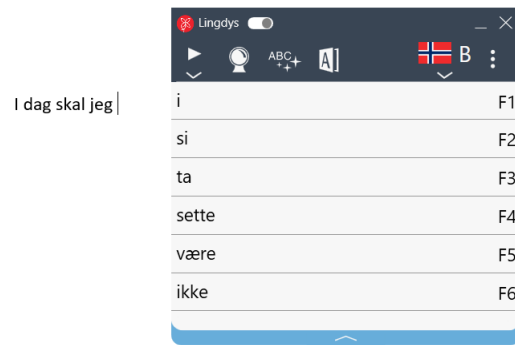 Lingdys
ABC
A
B
I dag skal jeg
i F1
si F2
ta F3
sette F4
være F5
ikke F6